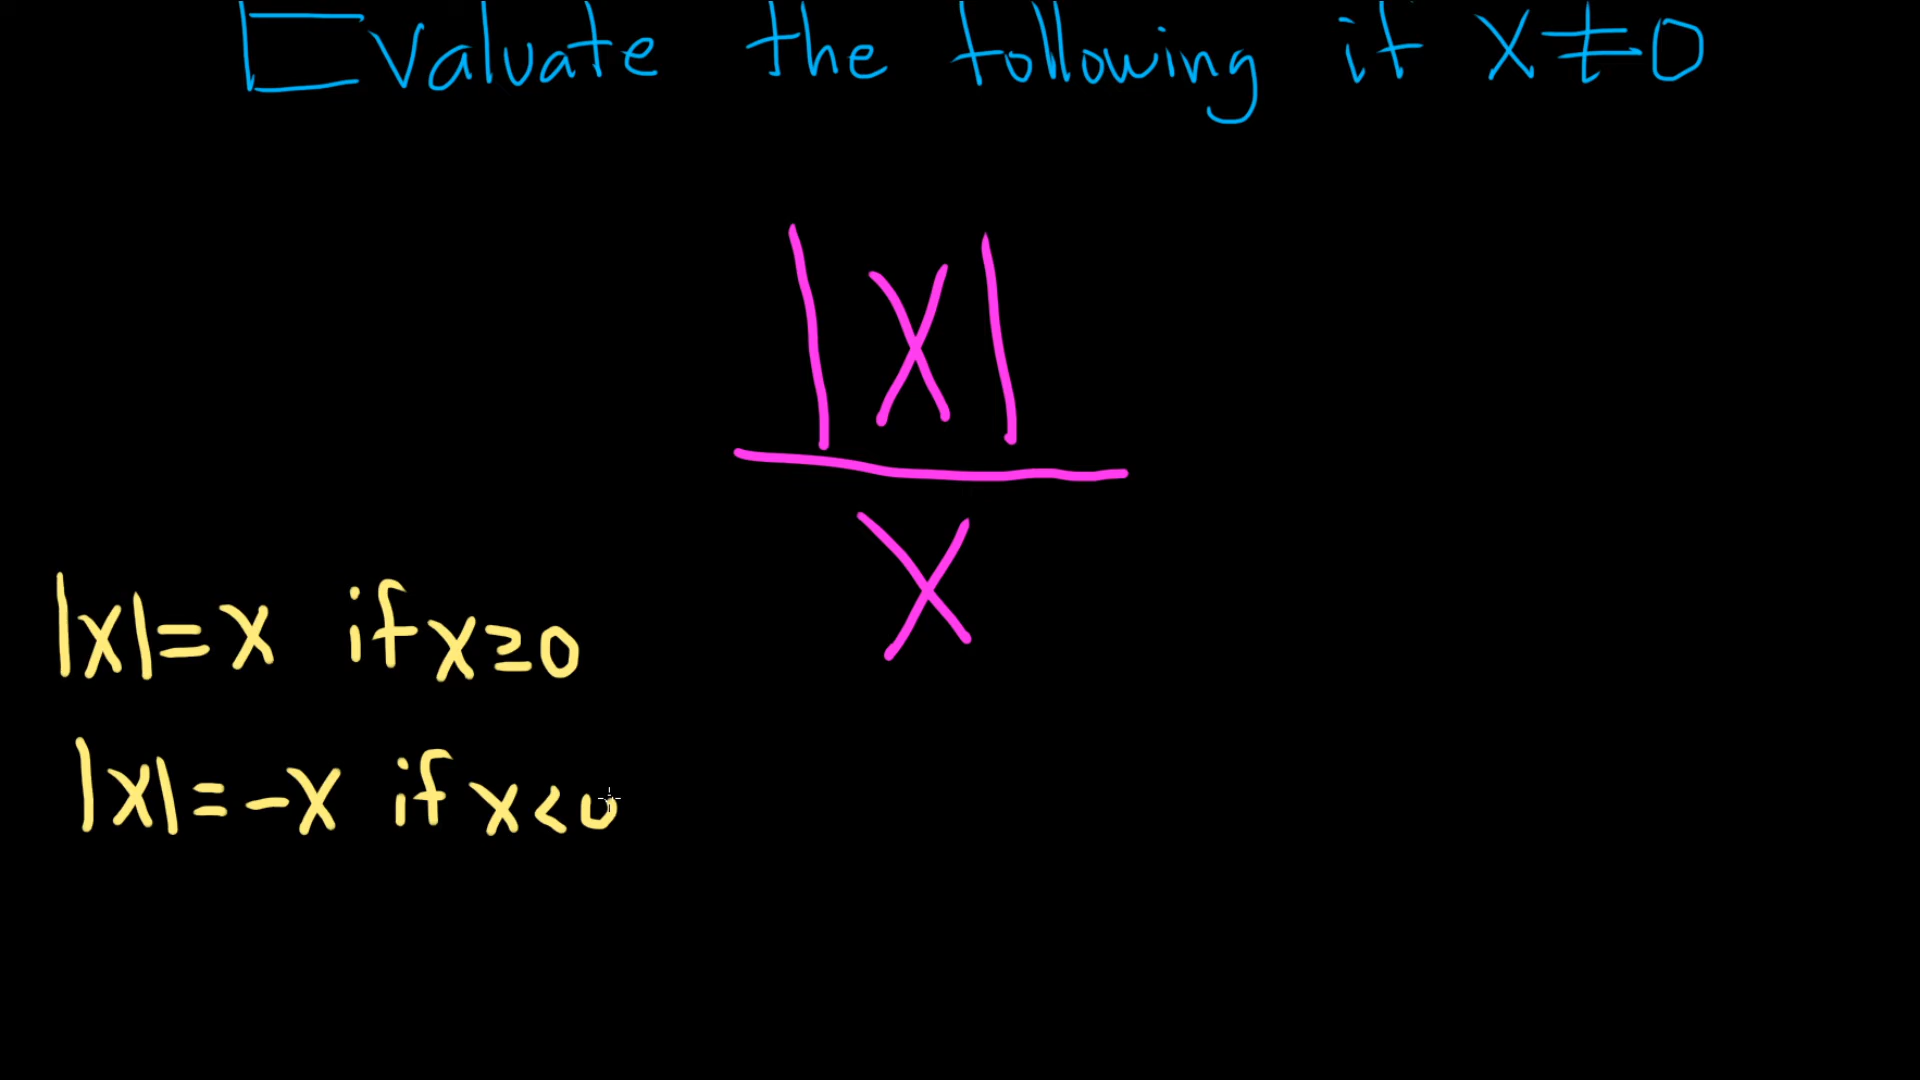 Evaluate the following if x≠0
|x|
x
|x|=x if x≥0
|x|=-x if x<0